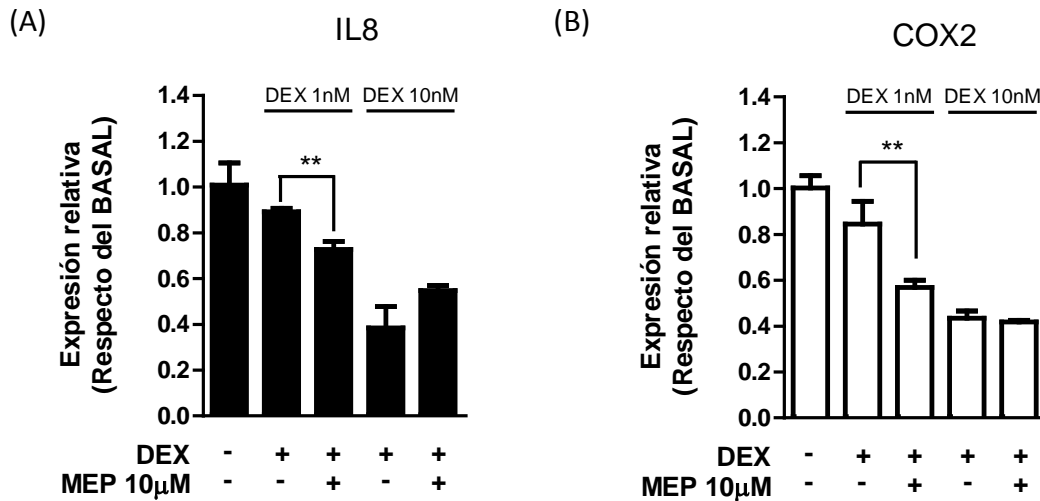 (A)
IL8
DEX 1nM DEX 10nM
**
Expresión relativa
(Respecto del BASAL)
1.4
1.2
1.0
0.8
0.6
0.4
0.2
0.0
DEX - + + + +
MEP 10μM - - + - +
(B)
COX2
DEX 1nM DEX 10nM
**
Expresión relativa
(Respecto del BASAL)
1.4
1.2
1.0
0.8
0.6
0.4
0.2
0.0
DEX - + + + +
MEP 10μM - - + - +